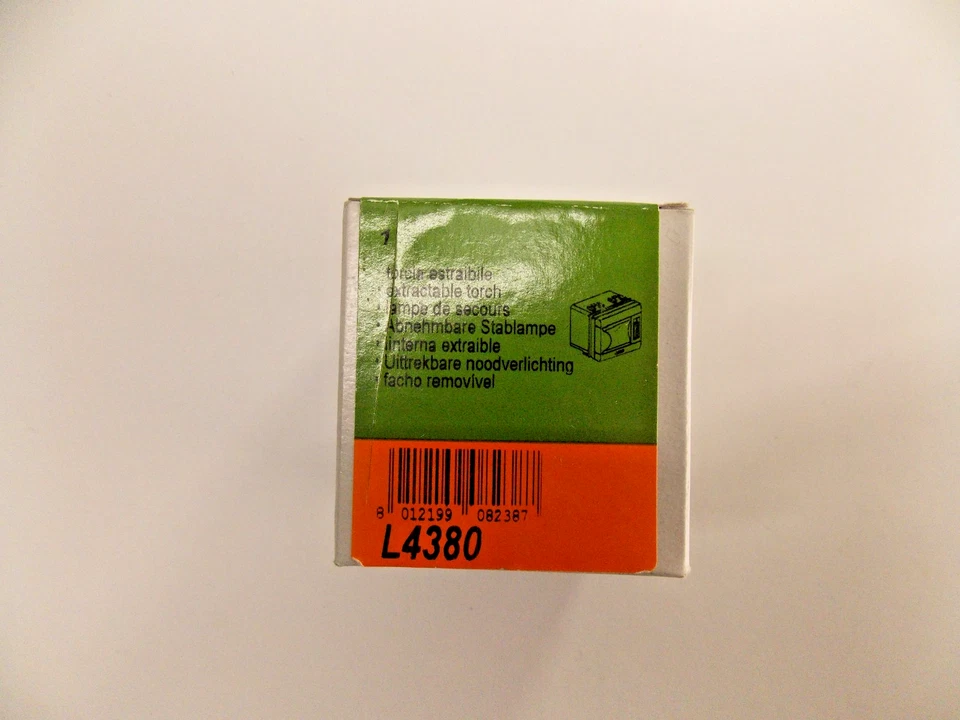 1
• torcia estraibile
• extractable torch
• lampe de secours
• Abnehmbare Stablampe
• linterna extraible
• Uittrekbare noodverlichting
• facho removível
8 012199 082387
L4380